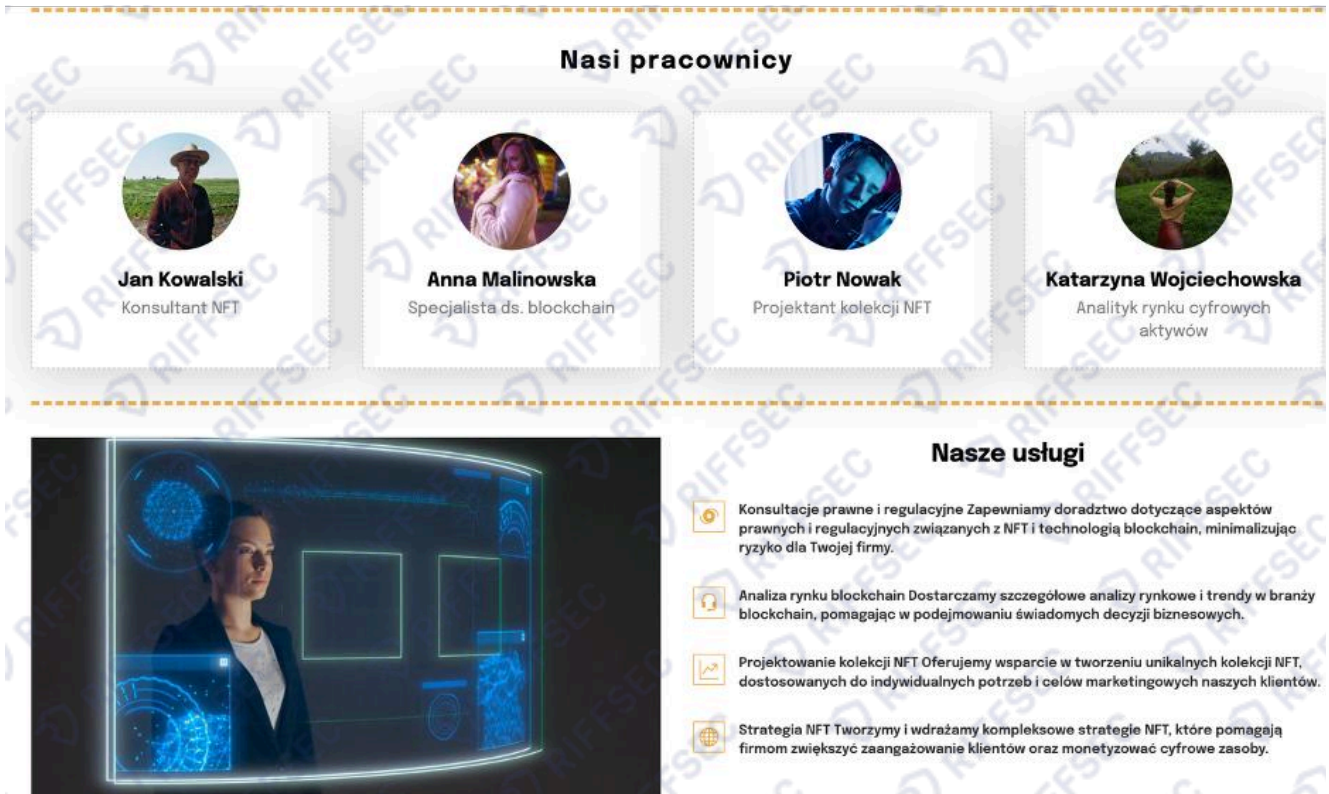 Nasi pracownicy
Jan Kowalski
Konsultant NFT
Anna Malinowska
Specjalista ds. blockchain
Piotr Nowak
Projektant kolekcji NFT
Katarzyna Wojciechowska
Analityk rynku cyfrowych
aktywów
Nasze usługi
Konsultacje prawne i regulacyjne Zapewniamy doradztwo dotyczące aspektów
prawnych i regulacyjnych związanych z NFT i technologią blockchain, minimalizując
ryzyko dla Twojej firmy.
Analiza rynku blockchain Dostarczamy szczegółowe analizy rynkowe i trendy w branży
blockchain, pomagając w podejmowaniu świadomych decyzji biznesowych.
Projektowanie kolekcji NFT Oferujemy wsparcie w tworzeniu unikalnych kolekcji NFT,
dostosowanych do indywidualnych potrzeb i celów marketingowych naszych klientów.
Strategia NFT Tworzymy i wdrażamy kompleksowe strategie NFT, które pomagają
firmom zwiększyć zaangażowanie klientów oraz monetyzować cyfrowe zasoby.
RIFFSEC